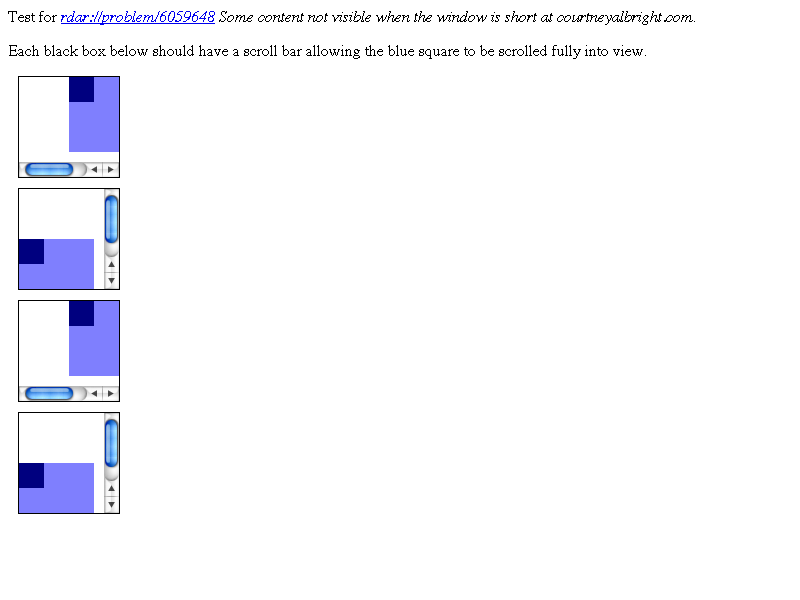 Test for rdar://problem/6059648 Some content not visible when the window is short at courtneyalbright.com.
Each black box below should have a scroll bar allowing the blue square to be scrolled fully into view.